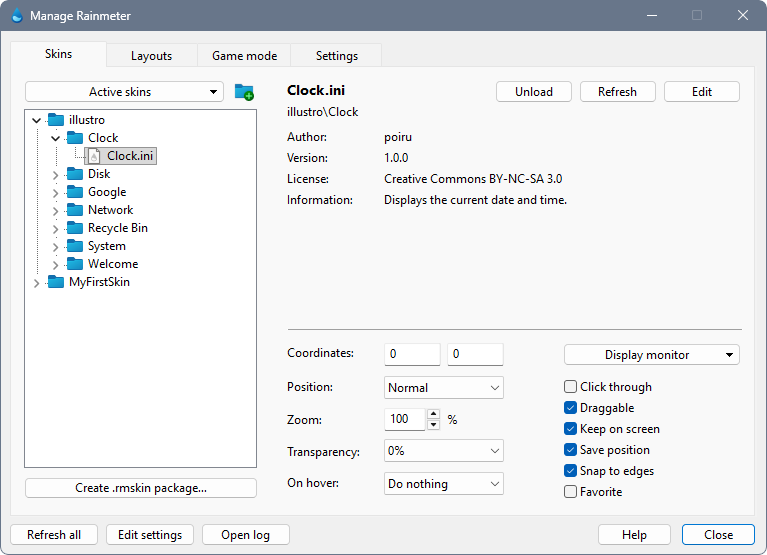 Manage Rainmeter
Skins Layouts Game mode Settings
Active skins
illustro
Clock
Clock.ini
Disk
Google
Network
Recycle Bin
System
Welcome
MyFirstSkin
Create .rmskin package...
Clock.ini
Unload Refresh Edit
illustro\Clock
Author: poiru
Version: 1.0.0
License: Creative Commons BY-NC-SA 3.0
Information: Displays the current date and time.
Coordinates: 0 0
Position: Normal
Zoom: 100 %
Transparency: 0%
On hover: Do nothing
Display monitor
Click through
Draggable
Keep on screen
Save position
Snap to edges
Favorite
Refresh all Edit settings Open log Help Close